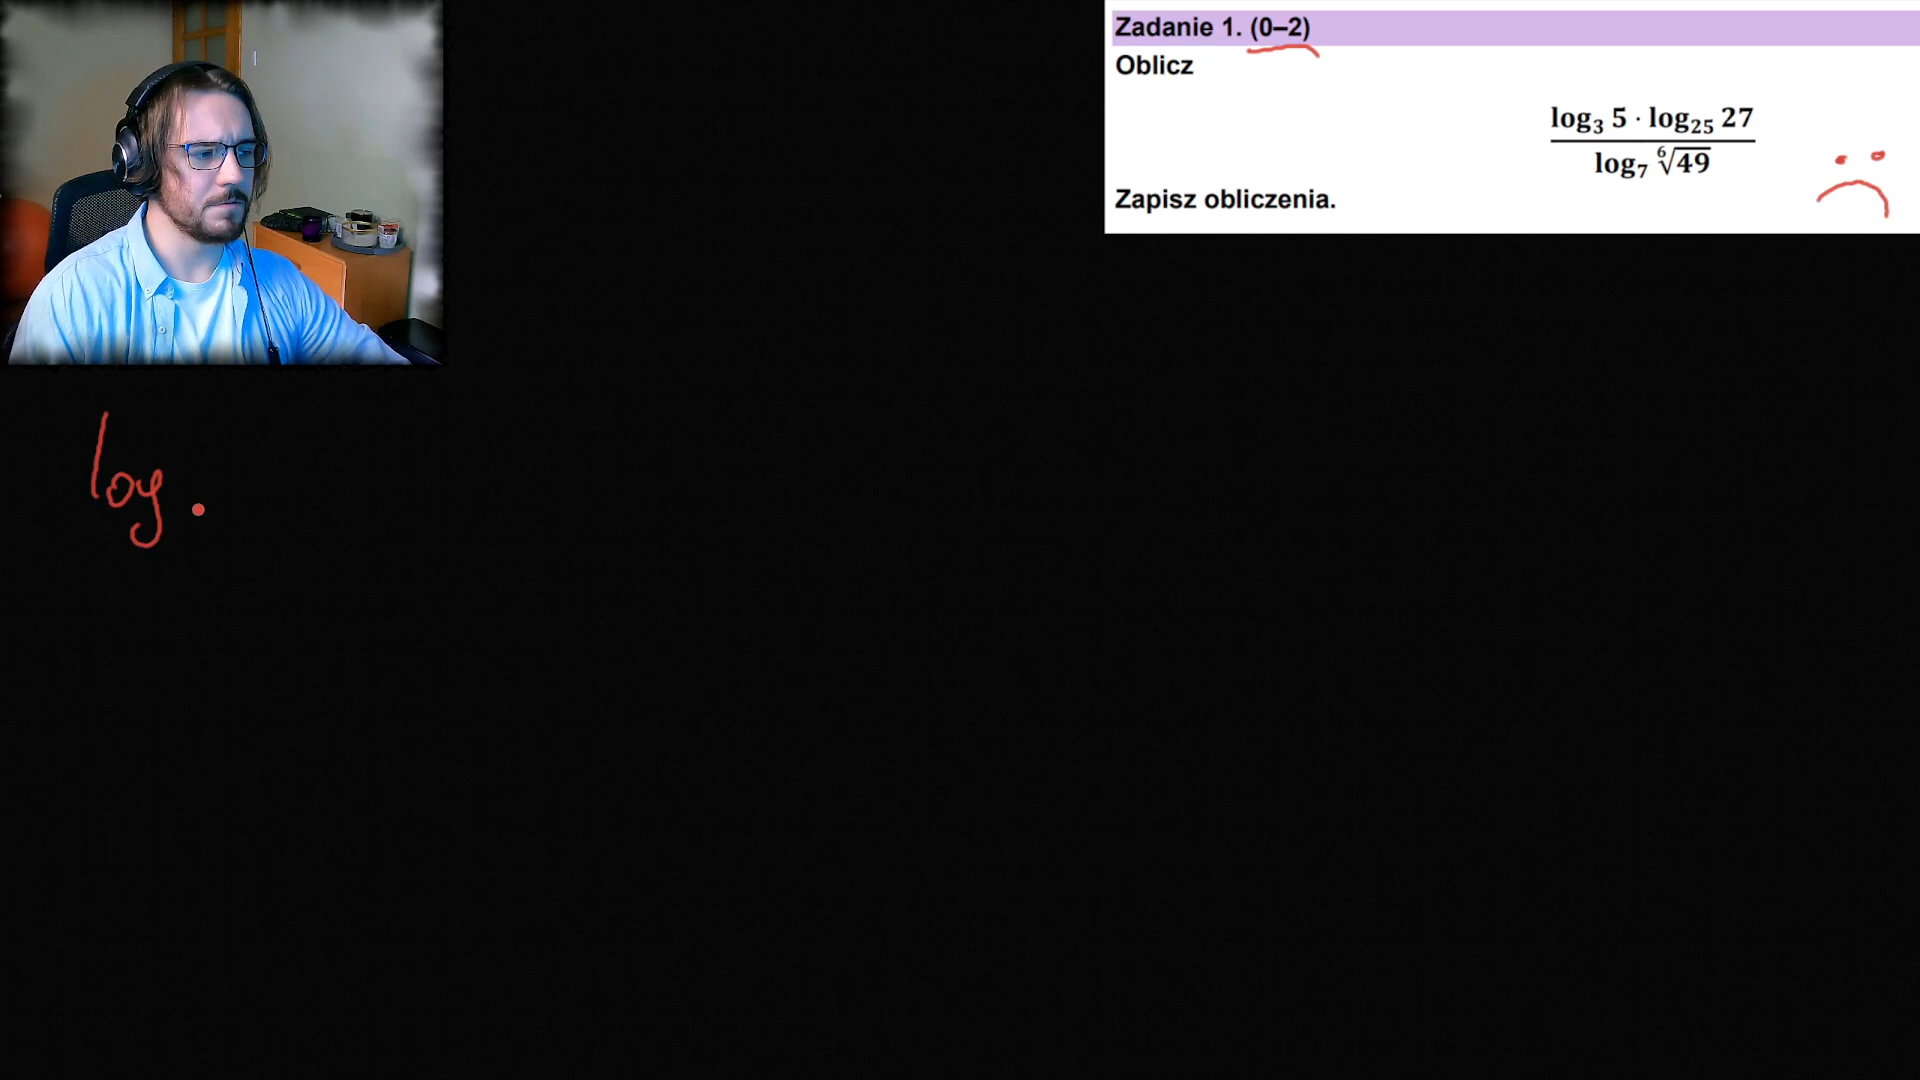 Zadanie 1. (0–2)
Oblicz
log₃ 5 · log₂₅ 27
log₇ ⁶√49
Zapisz obliczenia.
log